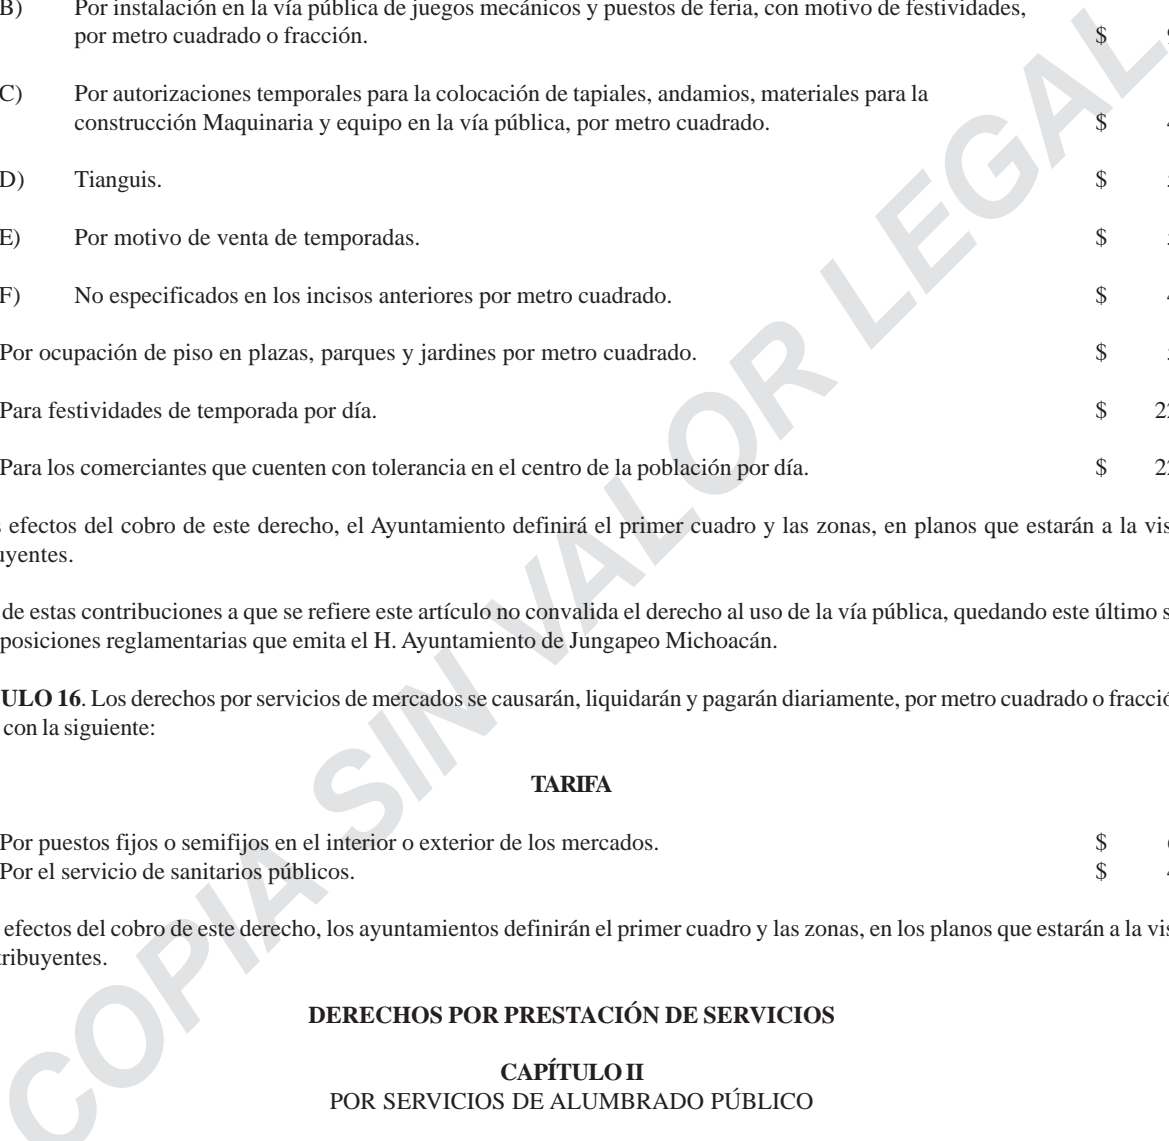 B) Por instalación en la vía pública de juegos mecánicos y puestos de feria, con motivo de festividades,
por metro cuadrado o fracción. $
C) Por autorizaciones temporales para la colocación de tapiales, andamios, materiales para la
construcción Maquinaria y equipo en la vía pública, por metro cuadrado. $
D) Tianguis. $
E) Por motivo de venta de temporadas. $
F) No especificados en los incisos anteriores por metro cuadrado. $
Por ocupación de piso en plazas, parques y jardines por metro cuadrado. $
Para festividades de temporada por día. $ 22
Para los comerciantes que cuenten con tolerancia en el centro de la población por día. $ 22
s efectos del cobro de este derecho, el Ayuntamiento definirá el primer cuadro y las zonas, en planos que estarán a la vis
uyentes.
de estas contribuciones a que se refiere este artículo no convalida el derecho al uso de la vía pública, quedando este último s
posiciones reglamentarias que emita el H. Ayuntamiento de Jungapeo Michoacán.
ULO 16. Los derechos por servicios de mercados se causarán, liquidarán y pagarán diariamente, por metro cuadrado o fracció
con la siguiente:
TARIFA
Por puestos fijos o semifijos en el interior o exterior de los mercados. $
Por el servicio de sanitarios públicos. $
efectos del cobro de este derecho, los ayuntamientos definirán el primer cuadro y las zonas, en los planos que estarán a la vis
tribuyentes.
DERECHOS POR PRESTACIÓN DE SERVICIOS
CAPÍTULO II
POR SERVICIOS DE ALUMBRADO PÚBLICO
COPIA SIN VALOR LEGAL